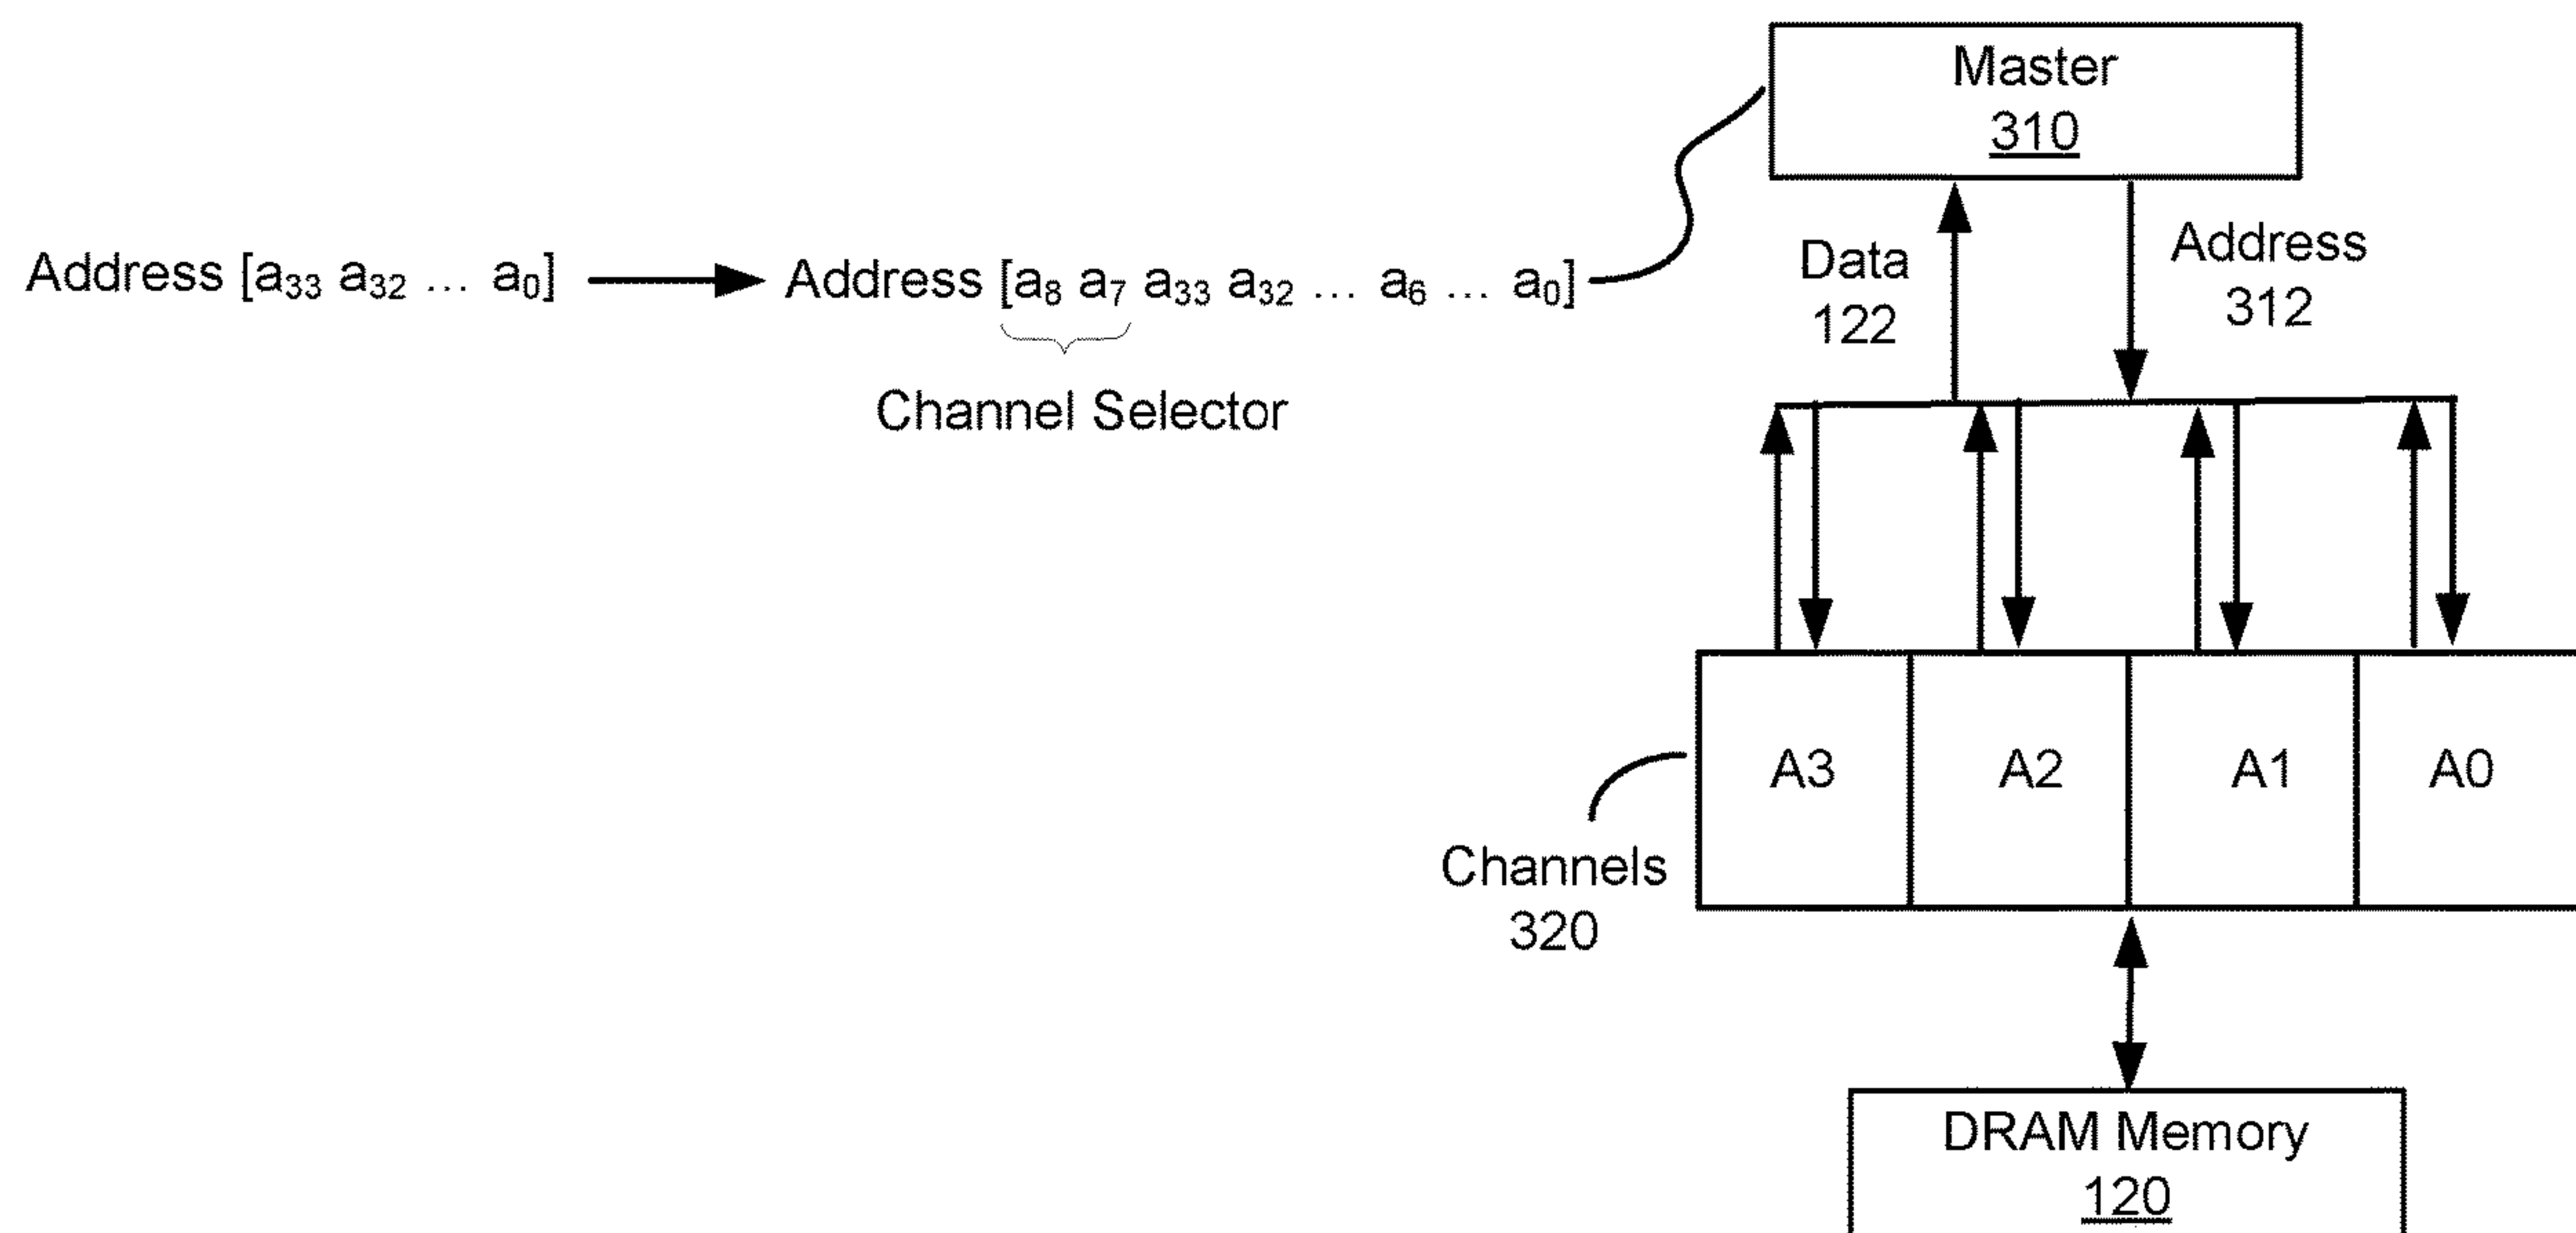 Master
310
Address [a₃₃ a₃₂ ... a₀]
Address [a₈ a₇ a₃₃ a₃₂ ... a₆ ... a₀]
Channel Selector
Data
122
Address
312
A3 A2 A1 A0
Channels
320
DRAM Memory
120